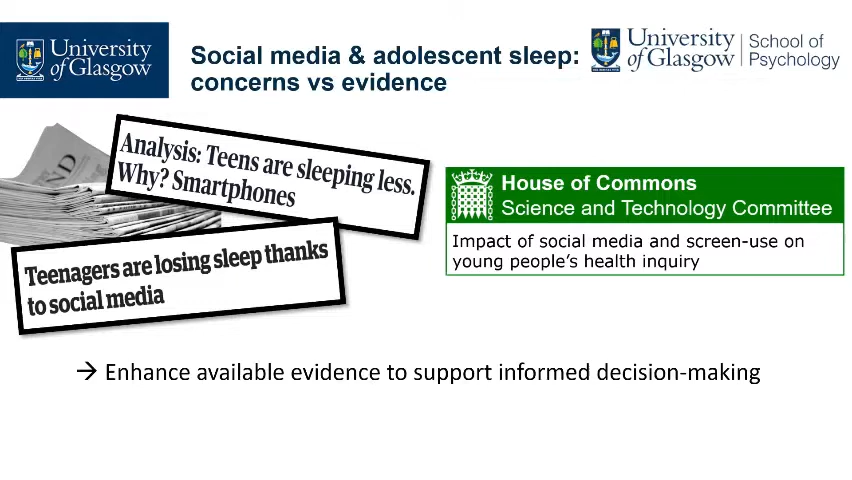 University
of Glasgow
Social media & adolescent sleep:
concerns vs evidence
University
of Glasgow
School of
Psychology
Analysis: Teens are sleeping less.
Why? Smartphones
Teenagers are losing sleep thanks
to social media
House of Commons
Science and Technology Committee
Impact of social media and screen-use on
young people's health inquiry
→ Enhance available evidence to support informed decision-making